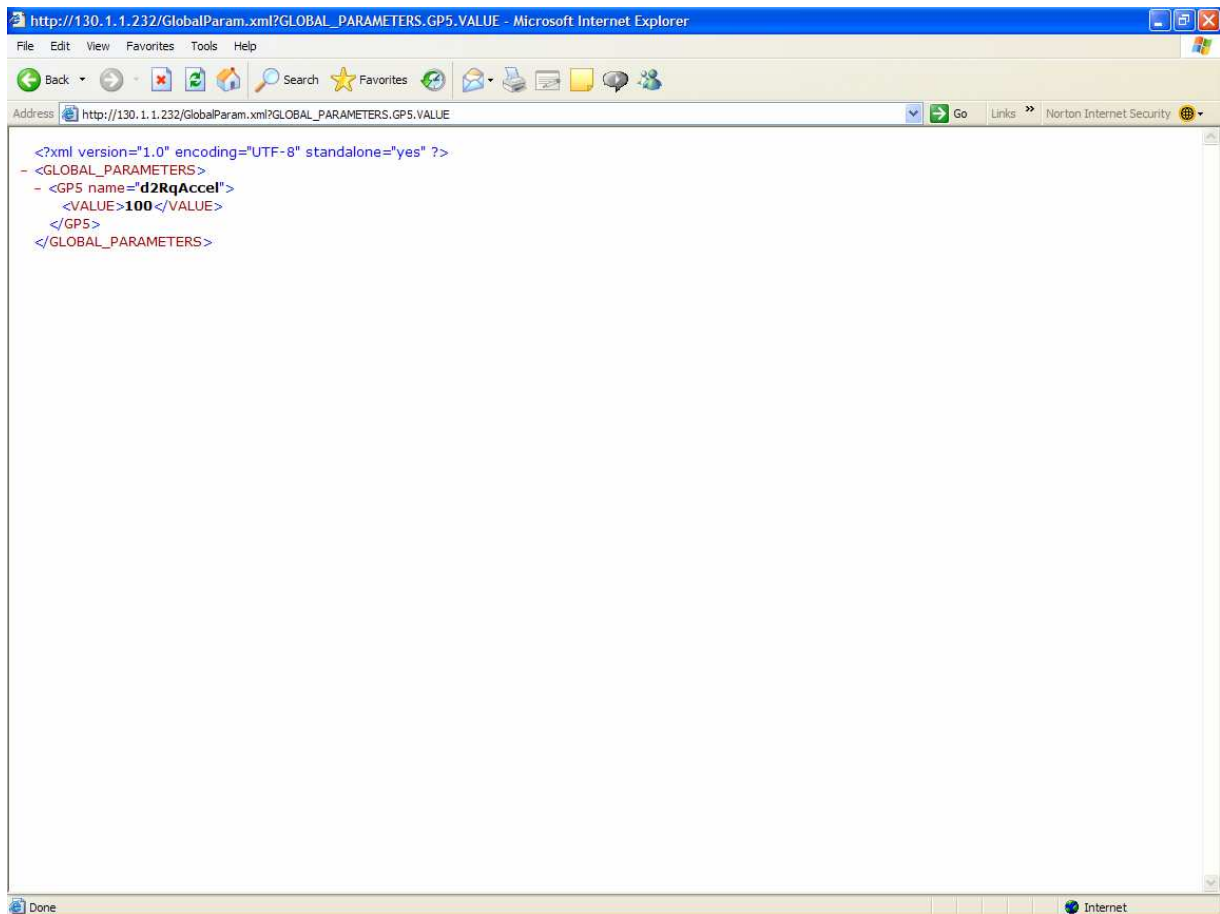 http://130.1.1.232/GlobalParam.xml?GLOBAL_PARAMETERS.GP5.VALUE - Microsoft Internet Explorer
File Edit View Favorites Tools Help
Back Search Favorites
Address http://130.1.1.232/GlobalParam.xml?GLOBAL_PARAMETERS.GP5.VALUE Go Links » Norton Internet Security
<?xml version="1.0" encoding="UTF-8" standalone="yes" ?>
- <GLOBAL_PARAMETERS>
- <GP5 name="d2RqAccel">
<VALUE>100</VALUE>
</GP5>
</GLOBAL_PARAMETERS>
Done Internet